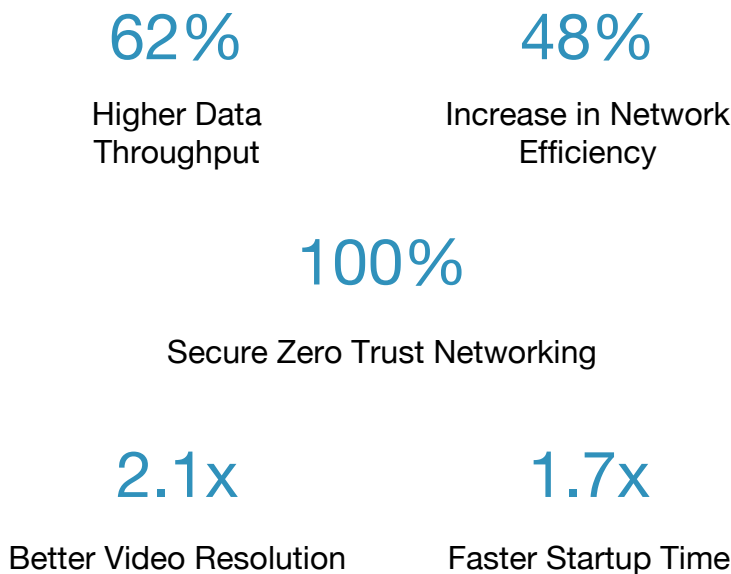 62%
48%
Higher Data
Throughput
Increase in Network
Efficiency
100%
Secure Zero Trust Networking
2.1x
1.7x
Better Video Resolution
Faster Startup Time